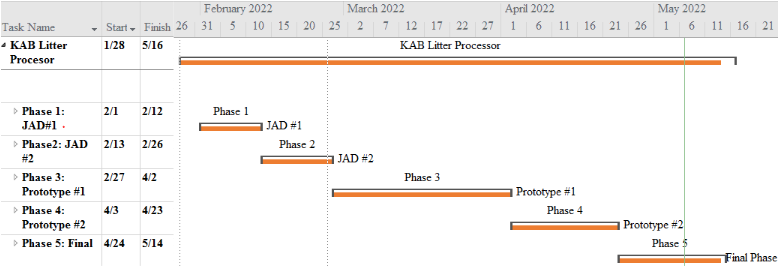 February 2022 March 2022 April 2022 May 2022
Task Name Start Finish 26 31 5 10 15 20 25 2 7 12 17 22 27 1 6 11 16 21 26 1 6 11 16 21
KAB Litter 1/28 5/16 KAB Litter Processor
Procesor
Phase 1: 2/1 2/12 Phase 1
JAD#1 JAD #1
Phase2: JAD 2/13 2/26 Phase 2
#2 JAD #2
Phase 3: 2/27 4/2 Phase 3
Prototype #1 Prototype #1
Phase 4: 4/3 4/23 Phase 4
Prototype #2 Prototype #2
Phase 5: Final 4/24 5/14 Phase 5
Final Phase